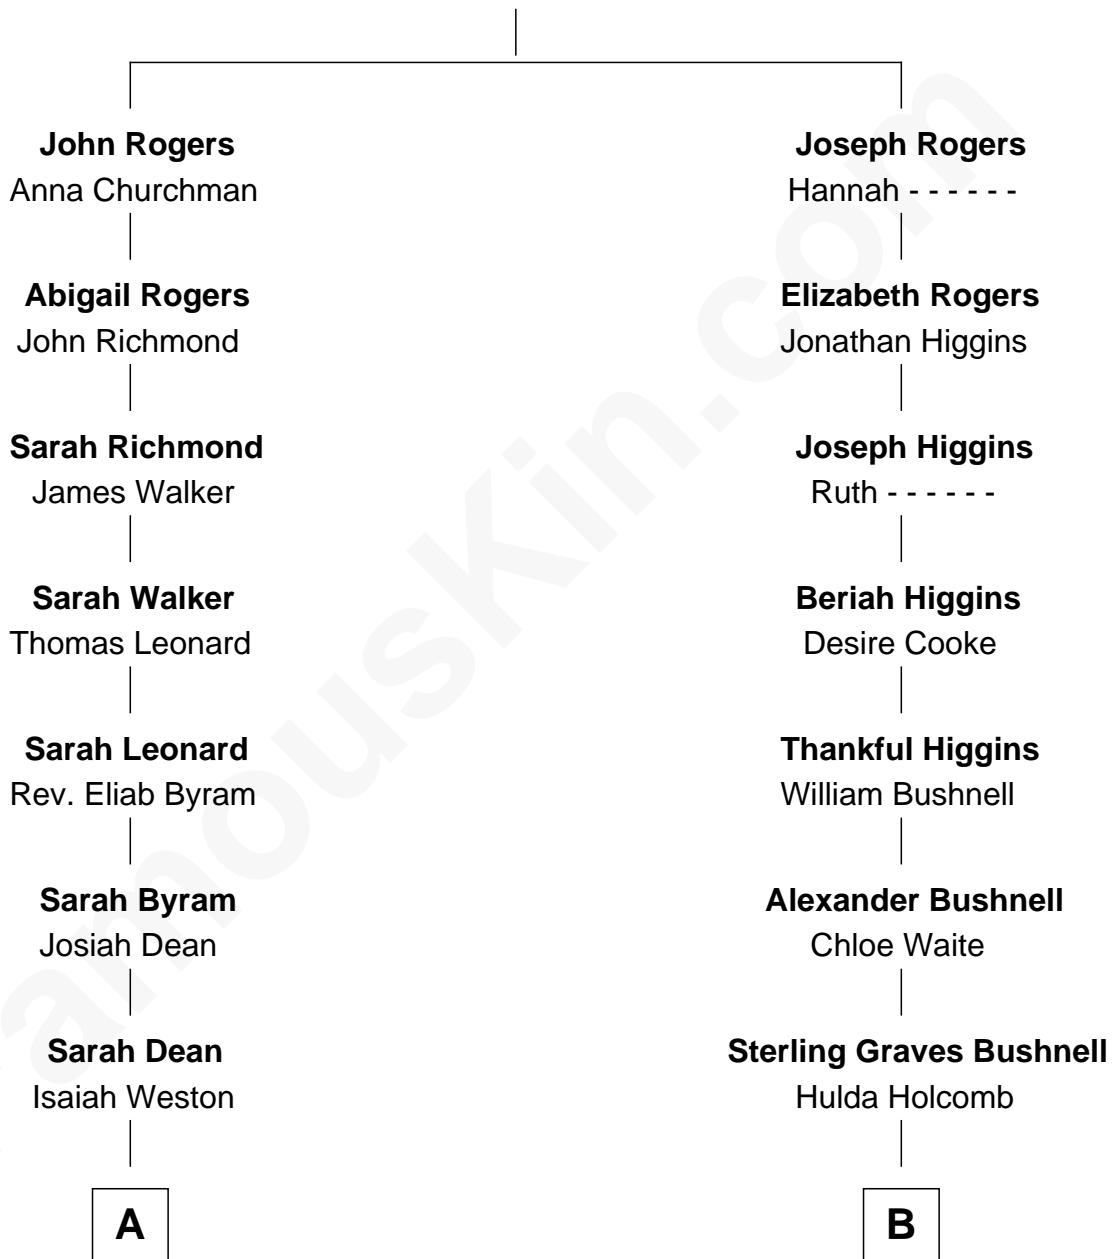 John Rogers
Anna Churchman
Joseph Rogers
Hannah - - - - - -
Abigail Rogers
John Richmond
Elizabeth Rogers
Jonathan Higgins
Sarah Richmond
James Walker
Joseph Higgins
Ruth - - - - - -
Sarah Walker
Thomas Leonard
Beriah Higgins
Desire Cooke
Sarah Leonard
Rev. Eliab Byram
Thankful Higgins
William Bushnell
Sarah Byram
Josiah Dean
Alexander Bushnell
Chloe Waite
Sarah Dean
Isaiah Weston
Sterling Graves Bushnell
Hulda Holcomb
A
B
amousKin.com